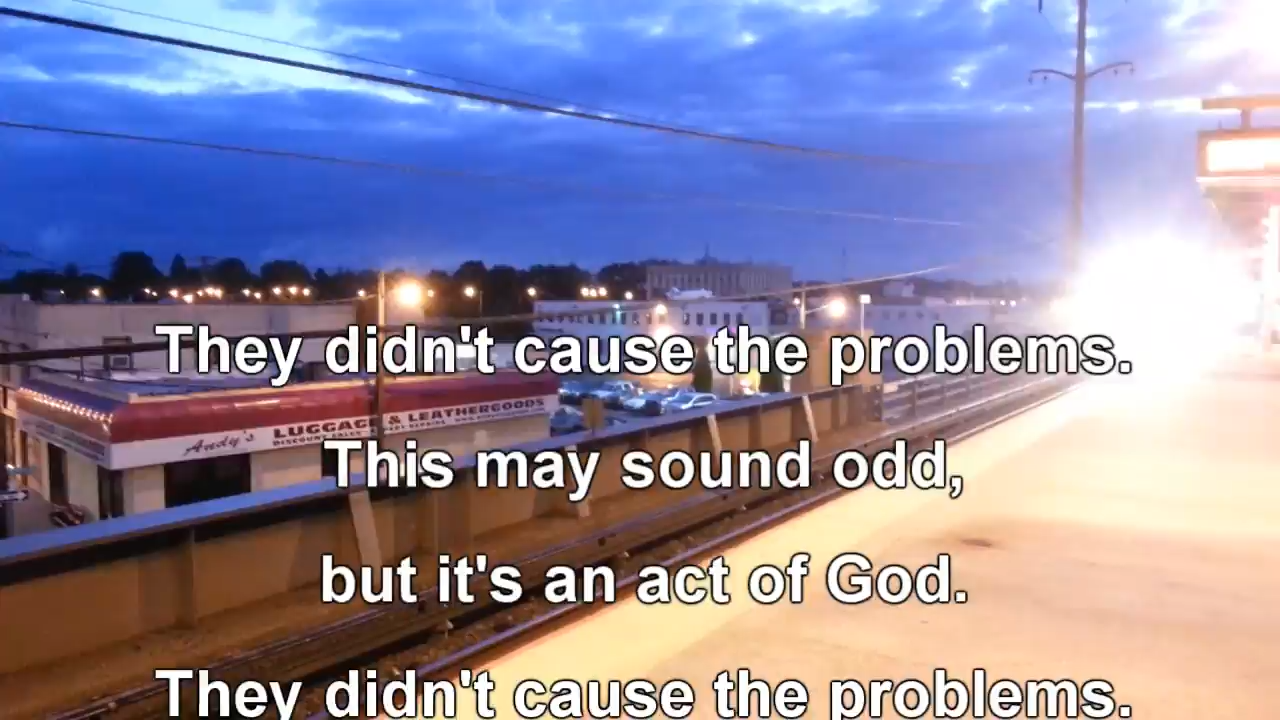 They didn't cause the problems.
Andy's LUGGAGE & LEATHERGOODS
This may sound odd,
but it's an act of God.
They didn't cause the problems.